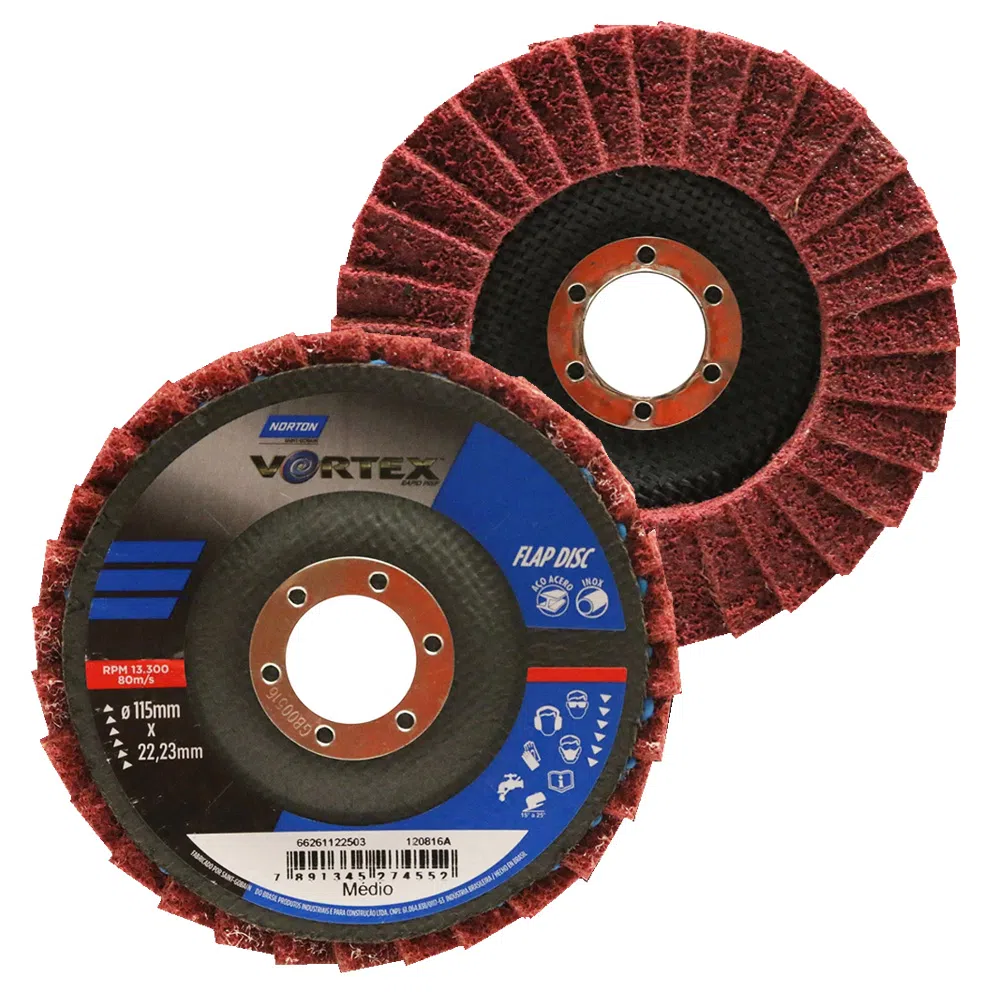 NORTON
SAINT-GOBAIN
VORTEX™
RAPID PREP
FLAP DISC
AÇO ACERO
INOX
RPM 13.300
80m/s
ø 115mm
x
22,23mm
GB00516
15° a 25°
66261122503 120816A
7 891345 274552
Médio
FABRICADO POR SAINT-GOBAIN DO BRASIL PRODUTOS INDUSTRIAIS E PARA CONSTRUÇÃO LTDA. CNPJ: 61.064.838/0117-63 INDÚSTRIA BRASILEIRA / HECHO EN BRASIL